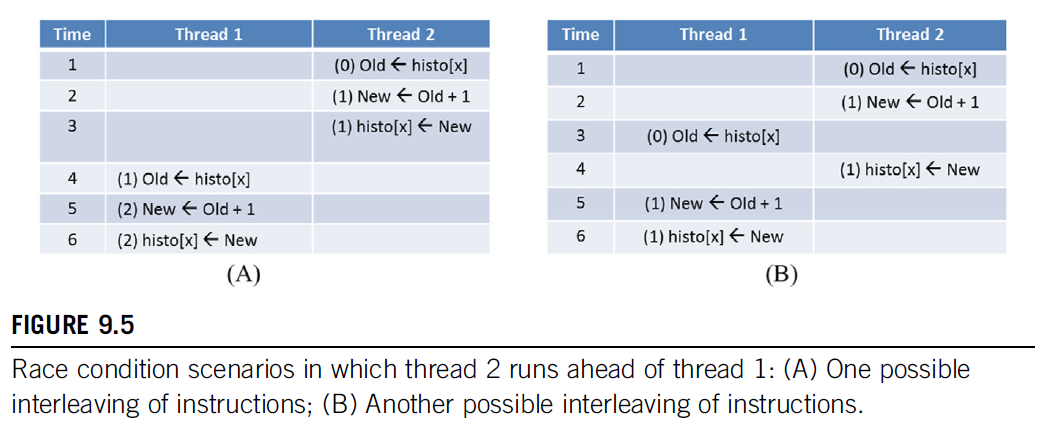 Time Thread 1 Thread 2
1 (0) Old ← histo[x]
2 (1) New ← Old + 1
3 (1) histo[x] ← New
4 (1) Old ← histo[x]
5 (2) New ← Old + 1
6 (2) histo[x] ← New
(A)
Time Thread 1 Thread 2
1 (0) Old ← histo[x]
2 (1) New ← Old + 1
3 (0) Old ← histo[x]
4 (1) histo[x] ← New
5 (1) New ← Old + 1
6 (1) histo[x] ← New
(B)
FIGURE 9.5
Race condition scenarios in which thread 2 runs ahead of thread 1: (A) One possible
interleaving of instructions; (B) Another possible interleaving of instructions.